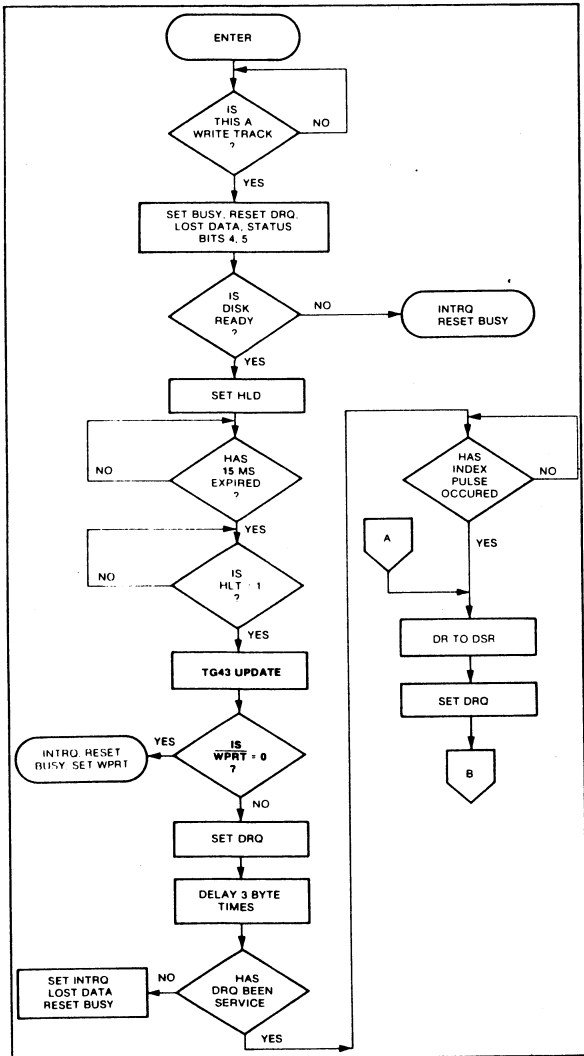 ENTER
IS
THIS A
WRITE TRACK
?
NO
YES
SET BUSY, RESET DRQ,
LOST DATA, STATUS
BITS 4, 5
IS
DISK
READY
?
NO
INTRQ
RESET BUSY
YES
SET HLD
HAS
15 MS
EXPIRED
?
NO
YES
IS
HLT = 1
?
NO
YES
TG43 UPDATE
IS
WPRT = 0
?
YES
INTRQ, RESET
BUSY SET WPRT
NO
SET DRQ
DELAY 3 BYTE
TIMES
HAS
DRQ BEEN
SERVICE
NO
SET INTRQ
LOST DATA
RESET BUSY
YES
HAS
INDEX
PULSE
OCCURED
NO
YES
A
DR TO DSR
SET DRQ
B